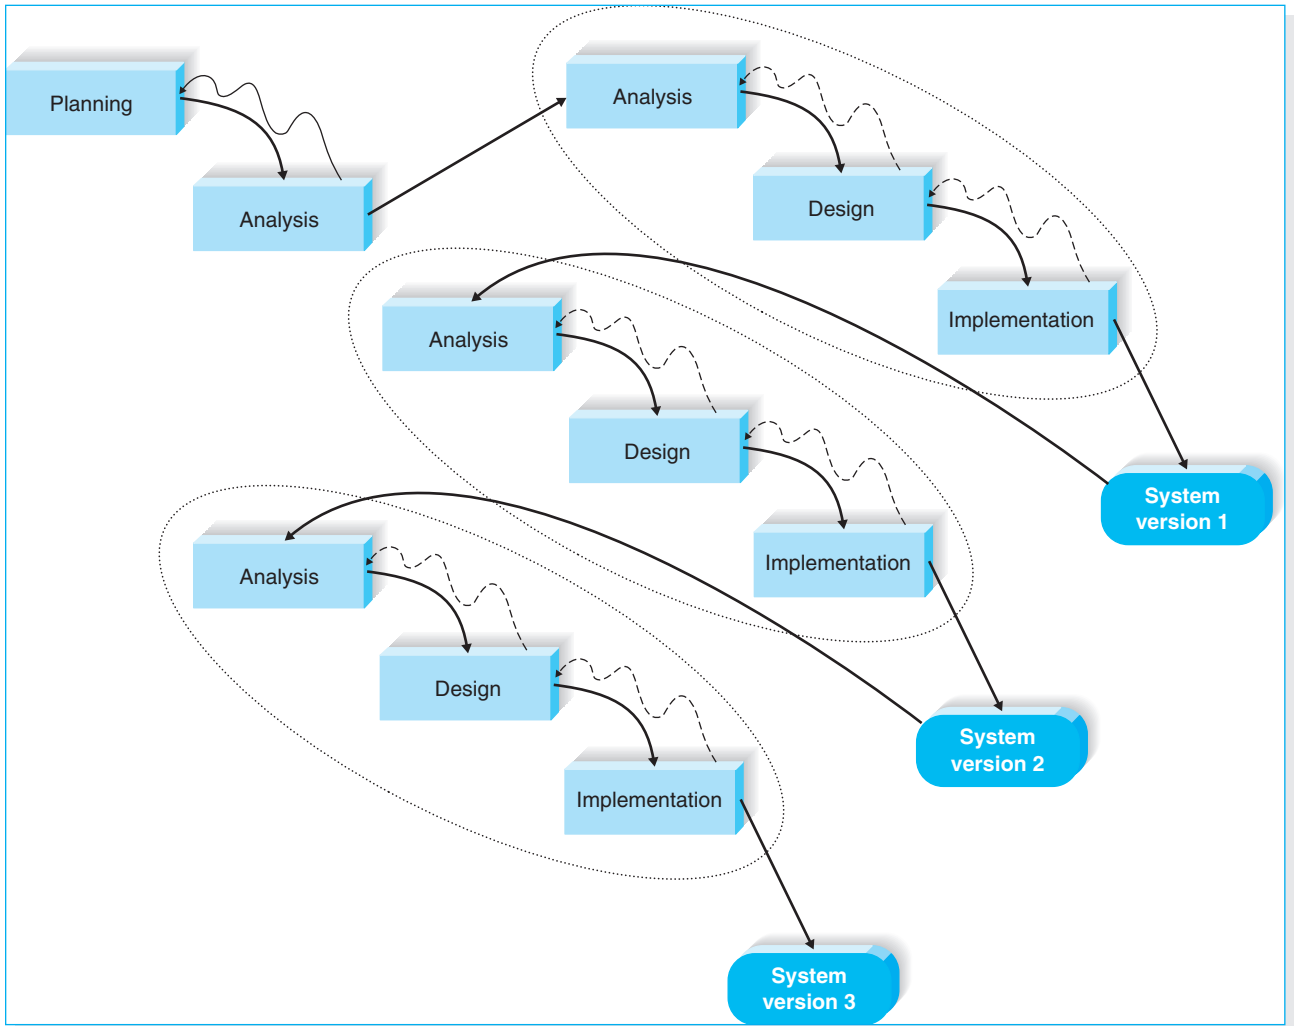 Planning
Analysis
Analysis
Design
Implementation
Analysis
Design
Implementation
System
version 1
Analysis
Design
Implementation
System
version 2
System
version 3